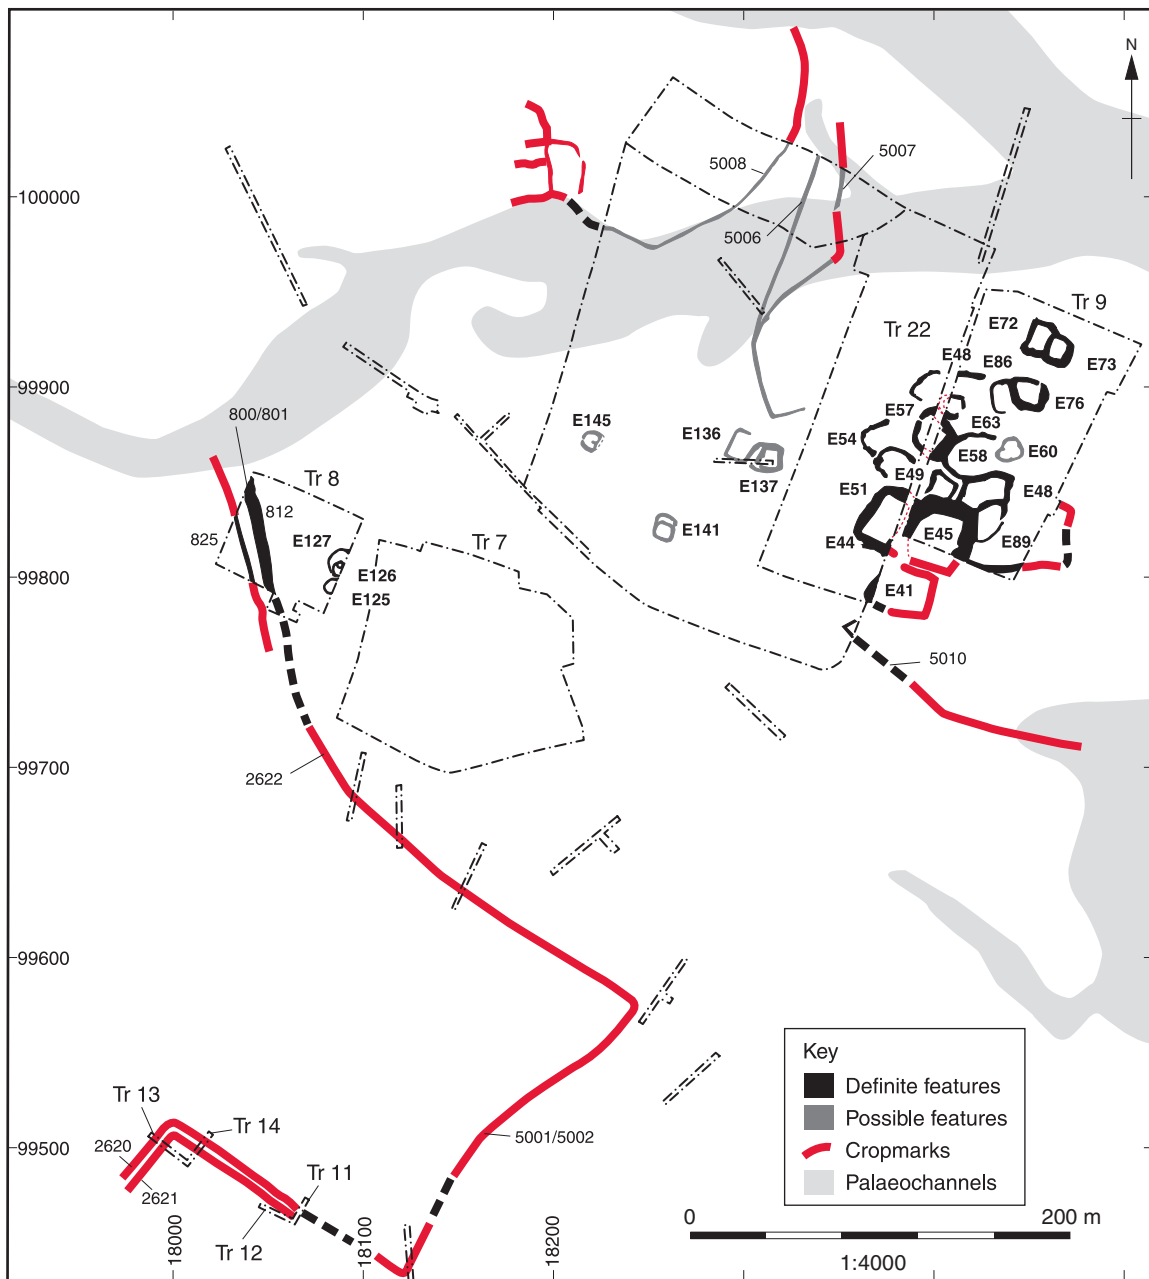 N
5008
5007
100000
5006
Tr 9
Tr 22
E72
E48
E86
E73
99900
800/801
E145
E57
E76
E136
E63
E54
E58
E60
Tr 8
E49
E137
E51
E48
812
E141
825
E127
Tr 7
E44
E45
E89
99800
E126
E125
E41
5010
99700
2622
99600
Key
Definite features
Possible features
Cropmarks
Palaeochannels
Tr 13
Tr 14
99500
5001/5002
2620
2621
Tr 11
Tr 12
18000
18100
18200
0
200 m
1:4000